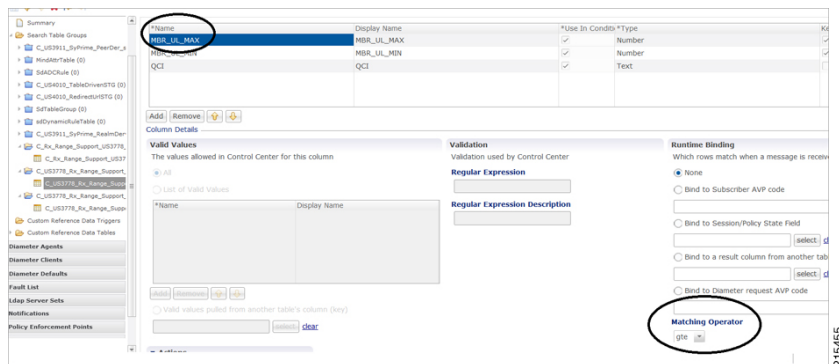 Summary
Search Table Groups
C_US3911_SyPrime_PeerDer_s
MindAttrTable (0)
SdADCRule (0)
C_US4010_TableDrivenSTG (0)
C_US4010_RedirectUrlSTG (0)
SdTableGroup (0)
sdDynamicRuleTable (0)
C_US3911_SyPrime_RealmDer
C_Rx_Range_Support_US3778_
C_Rx_Range_Support_US37
C_US3778_Rx_Range_Support_
C_US3778_Rx_Range_Supp
C_US3778_Rx_Range_Support_
C_US3778_Rx_Range_Supp
Custom Reference Data Triggers
Custom Reference Data Tables
Diameter Agents
Diameter Clients
Diameter Defaults
Fault List
Ldap Server Sets
Notifications
Policy Enforcement Points
*Name Display Name *Use In Conditi *Type Ke
MBR_UL_MAX MBR_UL_MAX Number
MBR_UL_MIN MBR_UL_MIN Number
QCI QCI Text
Add Remove
Column Details
Valid Values
The values allowed in Control Center for this column
All
List of Valid Values
*Name Display Name
Add Remove
Valid values pulled from another table's column (key)
select clear
Actions
Validation
Validation used by Control Center
Regular Expression
Regular Expression Description
Runtime Binding
Which rows match when a message is receive
None
Bind to Subscriber AVP code
Bind to Session/Policy State Field
select cl
Bind to a result column from another tab
select cl
Bind to Diameter request AVP code
Matching Operator
gte